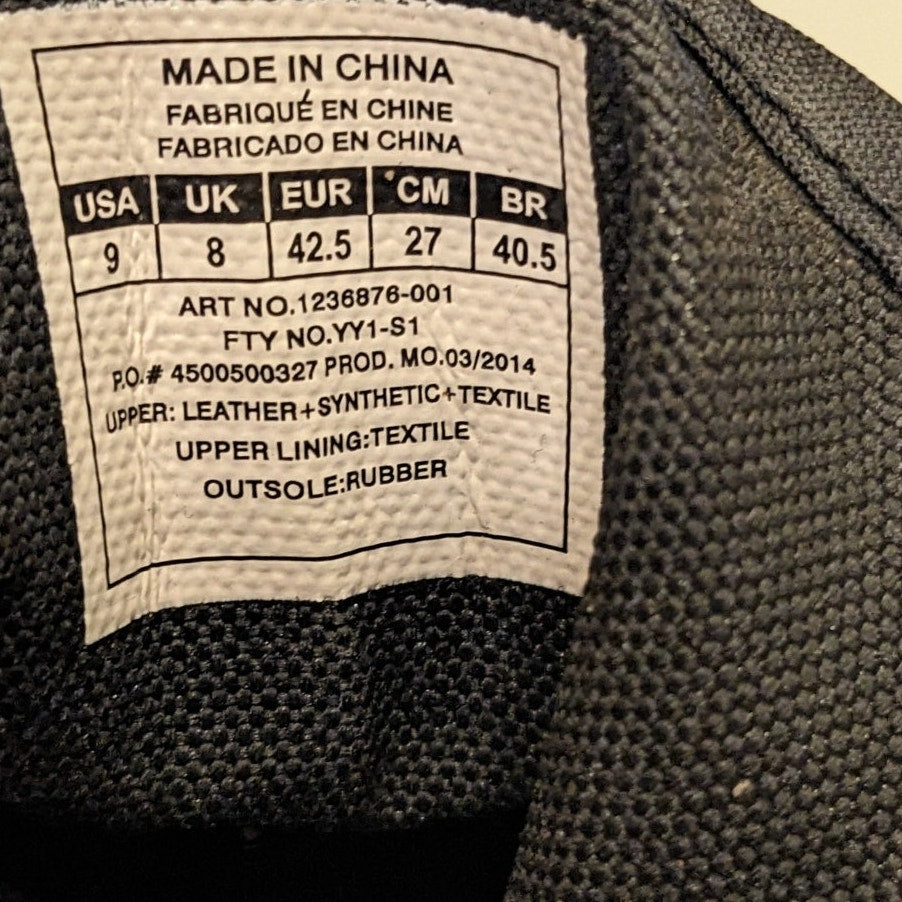 MADE IN CHINA
FABRIQUÉ EN CHINE
FABRICADO EN CHINA
USA UK EUR CM BR
9 8 42.5 27 40.5
ART NO.1236876-001
FTY NO.YY1-S1
P.O.# 4500500327 PROD. MO.03/2014
UPPER: LEATHER+SYNTHETIC+TEXTILE
UPPER LINING:TEXTILE
OUTSOLE:RUBBER